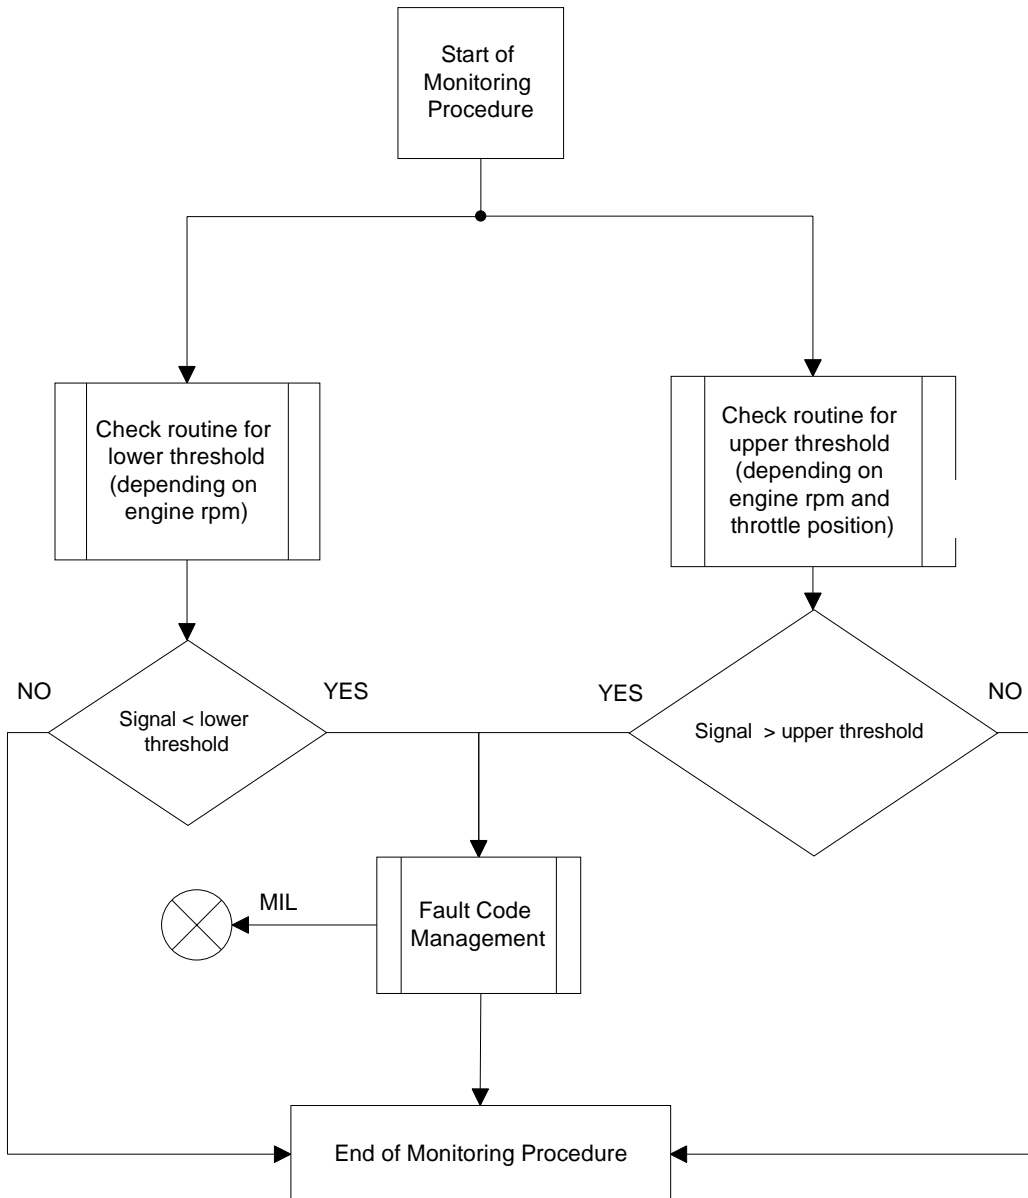 Start of
Monitoring
Procedure
Check routine for
lower threshold
(depending on
engine rpm)
Check routine for
upper threshold
(depending on
engine rpm and
throttle position)
NO
YES
YES
NO
Signal < lower
threshold
Signal > upper threshold
MIL
Fault Code
Management
End of Monitoring Procedure